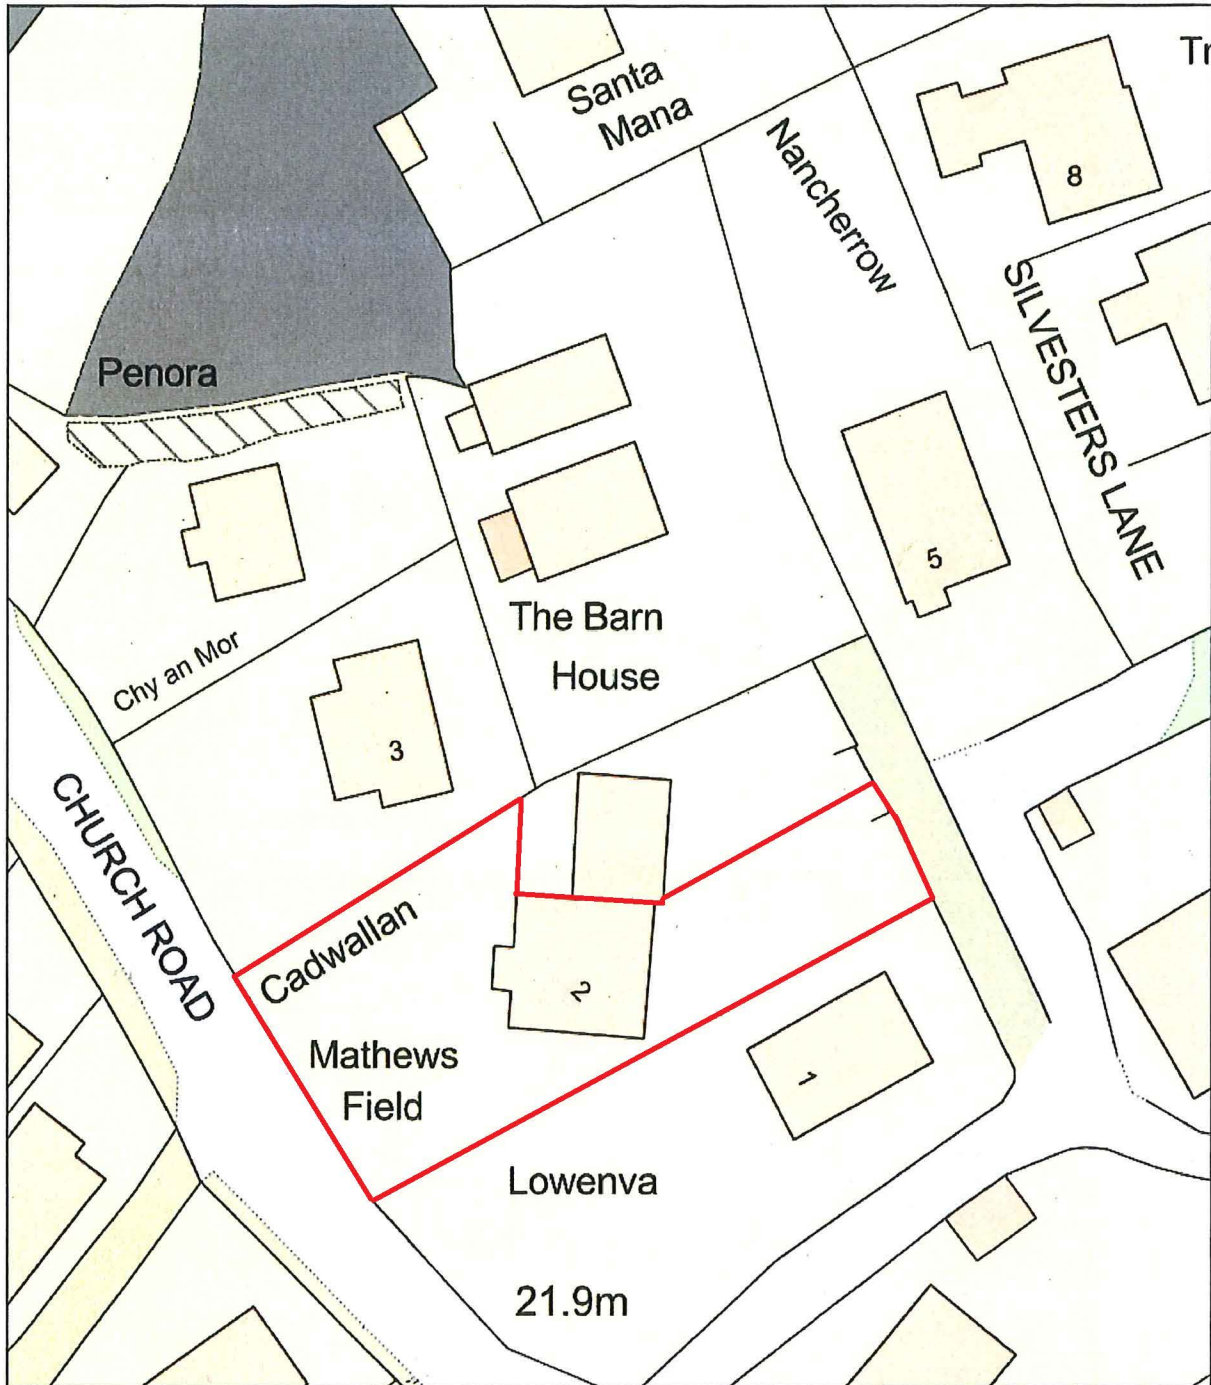 Santa
Mana
Tr
8
Nancherrow
SILVESTERS LANE
Penora
5
The Barn
House
Chy an Mor
3
CHURCH ROAD
Cadwallan
2
Mathews
Field
1
Lowenva
21.9m